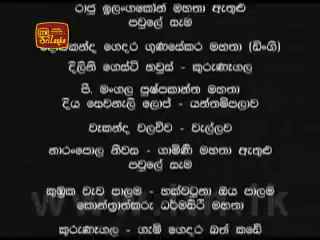 රාජු ඉලංගකෝන් මහතා ඇතුළු
පවුලේ සැම
ගෙදර ගුණසේකර මහතා (ඩිංගි)
දිලිනි ගෙස්ට් හවුස් - කුරුණෑගල
පී. මංගල පුෂ්පකාන්ත මහතා
දිය සෙවනැලි ලොජ් - යන්තම්පලාව
වැකන්ද වලව්ව - වැල්ලව
නාරංපොල නිවස - ගාමිණී මහතා ඇතුළු
පවුලේ සැම
කුඹුක වැව පාලම - හක්වටුනා ඔය පාලම
කොන්ත්‍රාත්කරු ධර්මසිරි මහතා
කුරුණෑගල - ගැමි ගෙදර බත් කඩේ